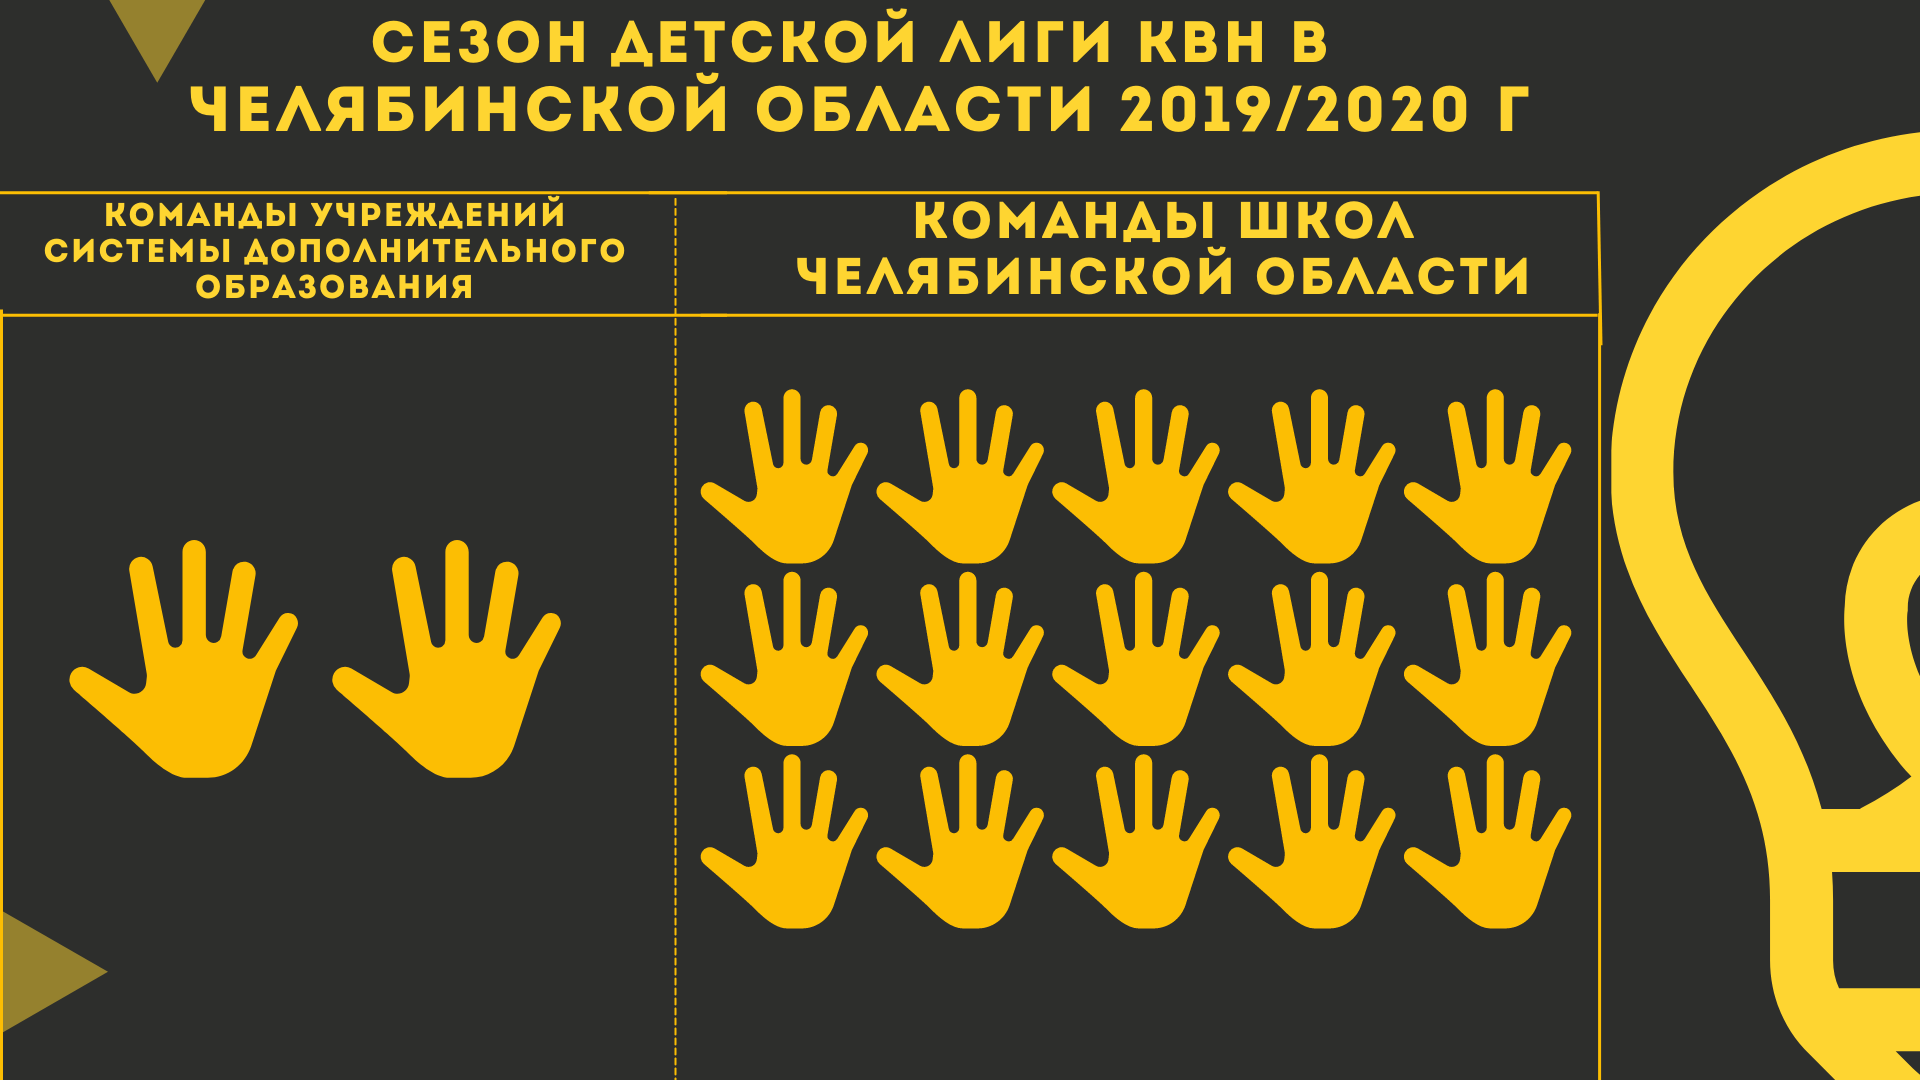 СЕЗОН ДЕТСКОЙ ЛИГИ КВН В
ЧЕЛЯБИНСКОЙ ОБЛАСТИ 2019/2020 Г
КОМАНДЫ УЧРЕЖДЕНИЙ
СИСТЕМЫ ДОПОЛНИТЕЛЬНОГО
ОБРАЗОВАНИЯ
КОМАНДЫ ШКОЛ
ЧЕЛЯБИНСКОЙ ОБЛАСТИ